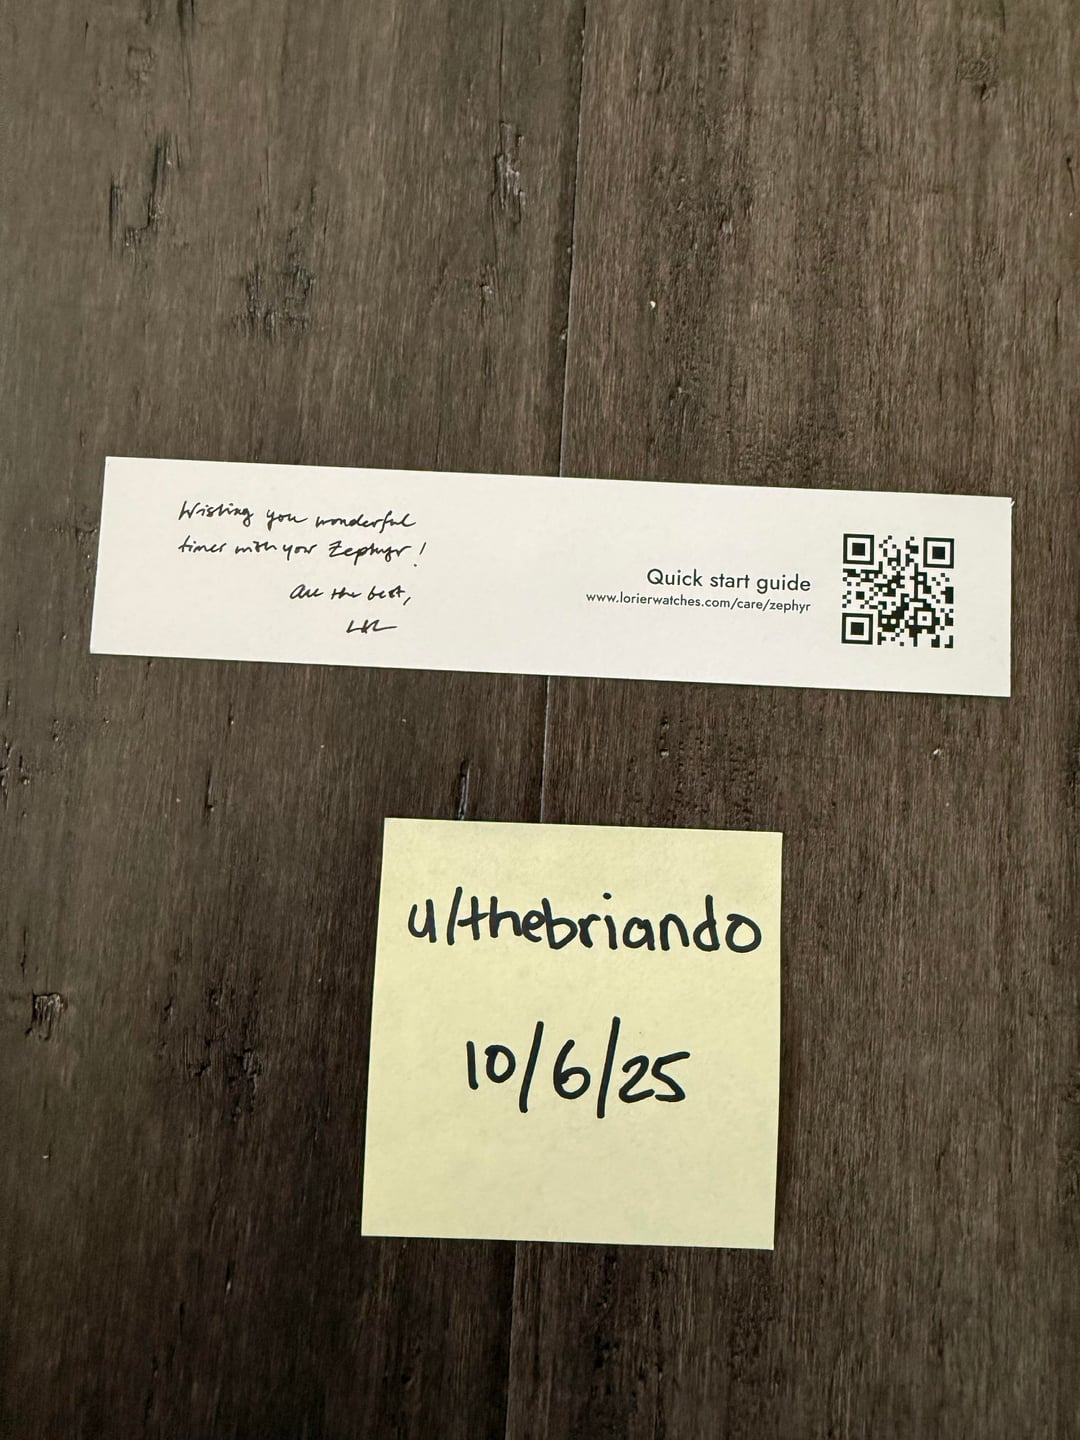 Wishing you wonderful
times with your Zephyr!
All the best,
Quick start guide
www.lorierwatches.com/care/zephyr
u/thebriando
10/6/25